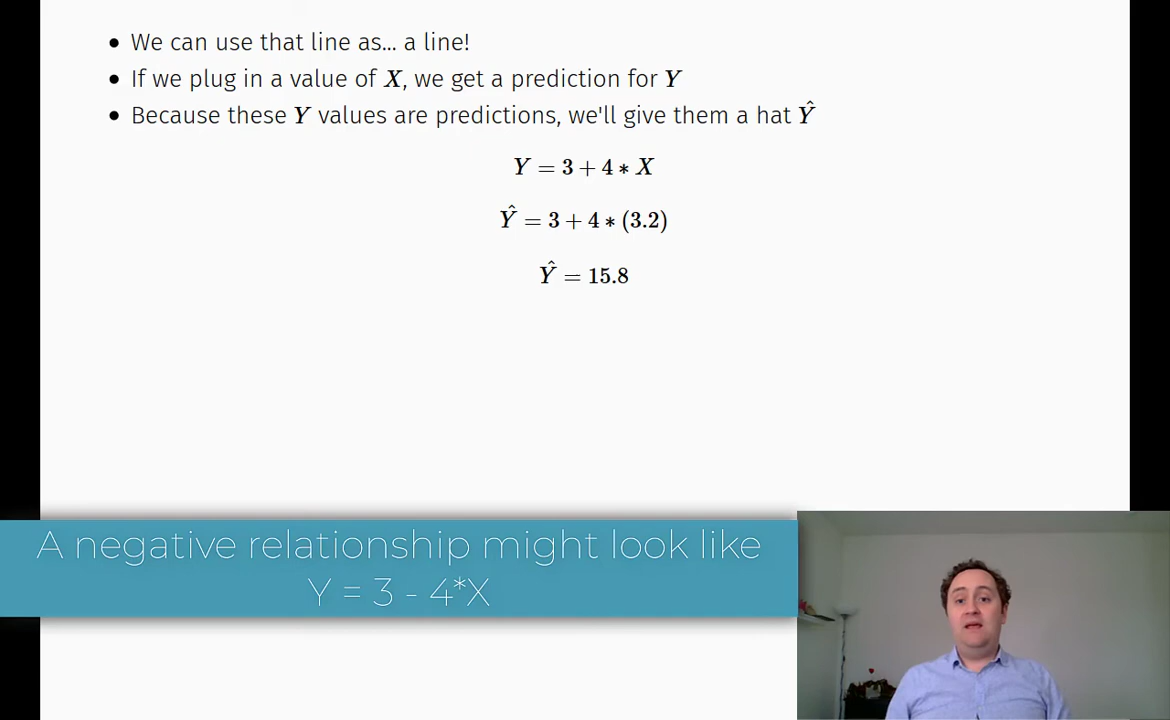 We can use that line as... a line!
If we plug in a value of X, we get a prediction for Y
Because these Y values are predictions, we'll give them a hat Ŷ
Y = 3 + 4 * X
Ŷ = 3 + 4 * (3.2)
Ŷ = 15.8
A negative relationship might look like
Y = 3 - 4*X